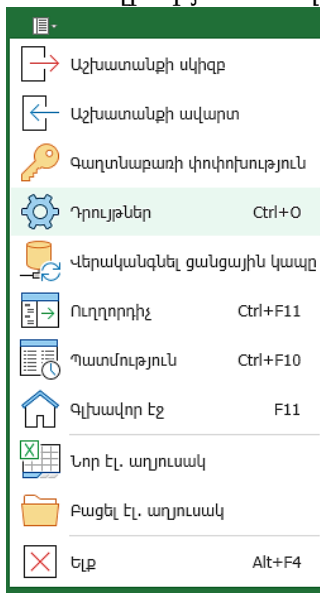 Աշխատանքի սկիզբ
Աշխատանքի ավարտ
Գաղտնաբառի փոփոխություն
Դրույթներ Ctrl+O
Վերականգնել ցանցային կապը
Ուղղորդիչ Ctrl+F11
Պատմություն Ctrl+F10
Գլխավոր էջ F11
Նոր էլ. աղյուսակ
Բացել էլ. աղյուսակ
Ելք Alt+F4